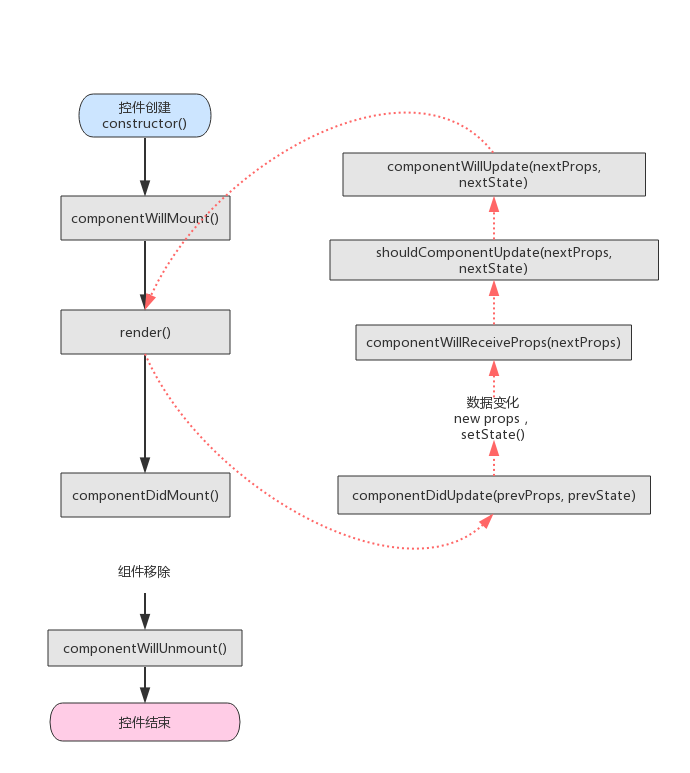 控件创建
constructor()
componentWillMount()
render()
componentDidMount()
组件移除
componentWillUnmount()
控件结束
componentWillUpdate(nextProps,
nextState)
shouldComponentUpdate(nextProps,
nextState)
componentWillReceiveProps(nextProps)
数据变化
new props，
setState()
componentDidUpdate(prevProps, prevState)